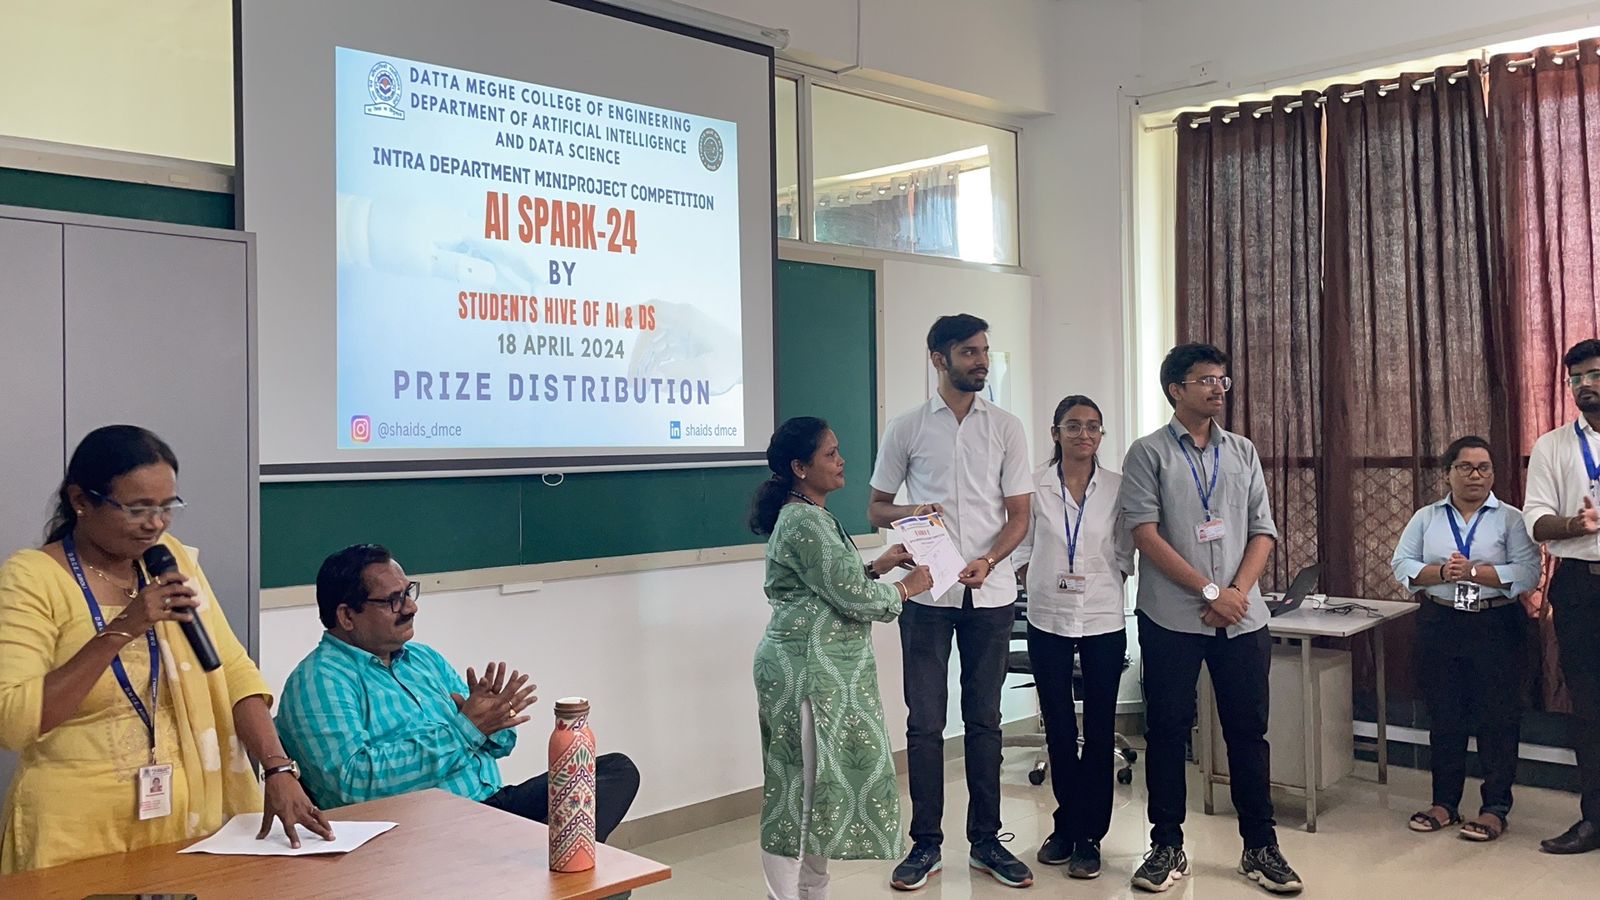 DATTA MEGHE COLLEGE OF ENGINEERING
DEPARTMENT OF ARTIFICIAL INTELLIGENCE
AND DATA SCIENCE
INTRA DEPARTMENT MINIPROJECT COMPETITION
AI SPARK-24
BY
STUDENTS HIVE OF AI & DS
18 APRIL 2024
PRIZE DISTRIBUTION
@shaids_dmce
in shaids dmce